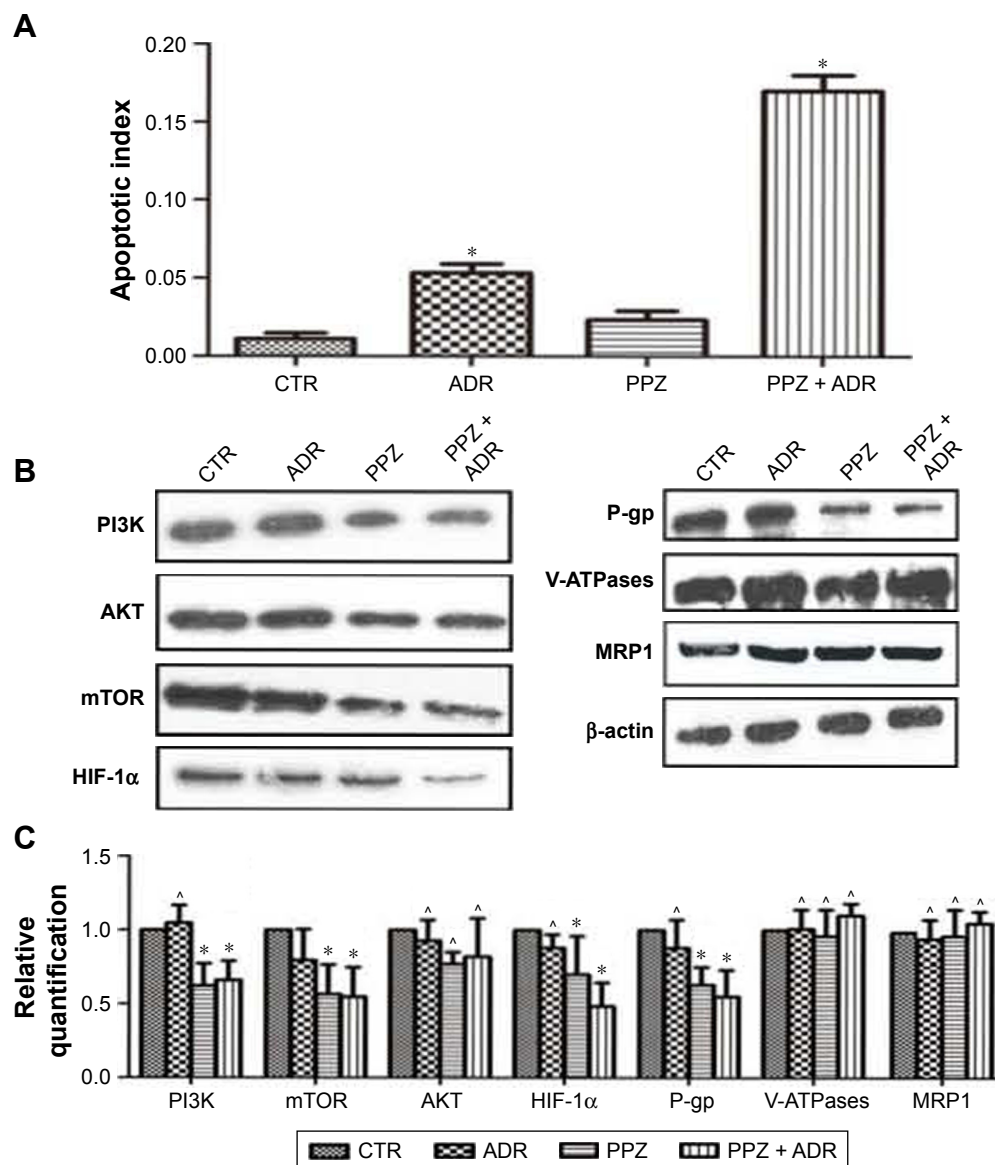 A
0.20
0.15
0.10
0.05
0.00
Apoptotic index
*
*
CTR ADR PPZ PPZ + ADR
B
CTR ADR PPZ PPZ +
ADR
PI3K
AKT
mTOR
HIF-1α
CTR ADR PPZ PPZ +
ADR
P-gp
V-ATPases
MRP1
β-actin
C
1.5
1.0
0.5
0.0
Relative
quantification
^ * * * * ^ ^ ^ ^ * * ^ * * ^ ^ ^ ^ ^ ^
PI3K mTOR AKT HIF-1α P-gp V-ATPases MRP1
CTR ADR PPZ PPZ + ADR